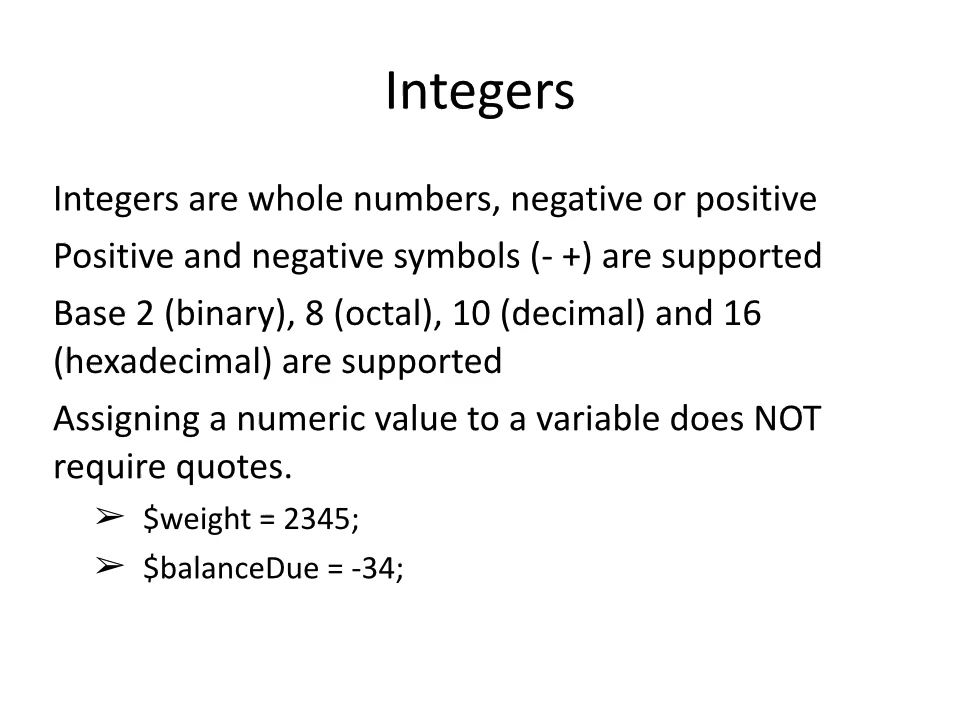 Integers
Integers are whole numbers, negative or positive
Positive and negative symbols (- +) are supported
Base 2 (binary), 8 (octal), 10 (decimal) and 16
(hexadecimal) are supported
Assigning a numeric value to a variable does NOT
require quotes.
➢ $weight = 2345;
➢ $balanceDue = -34;